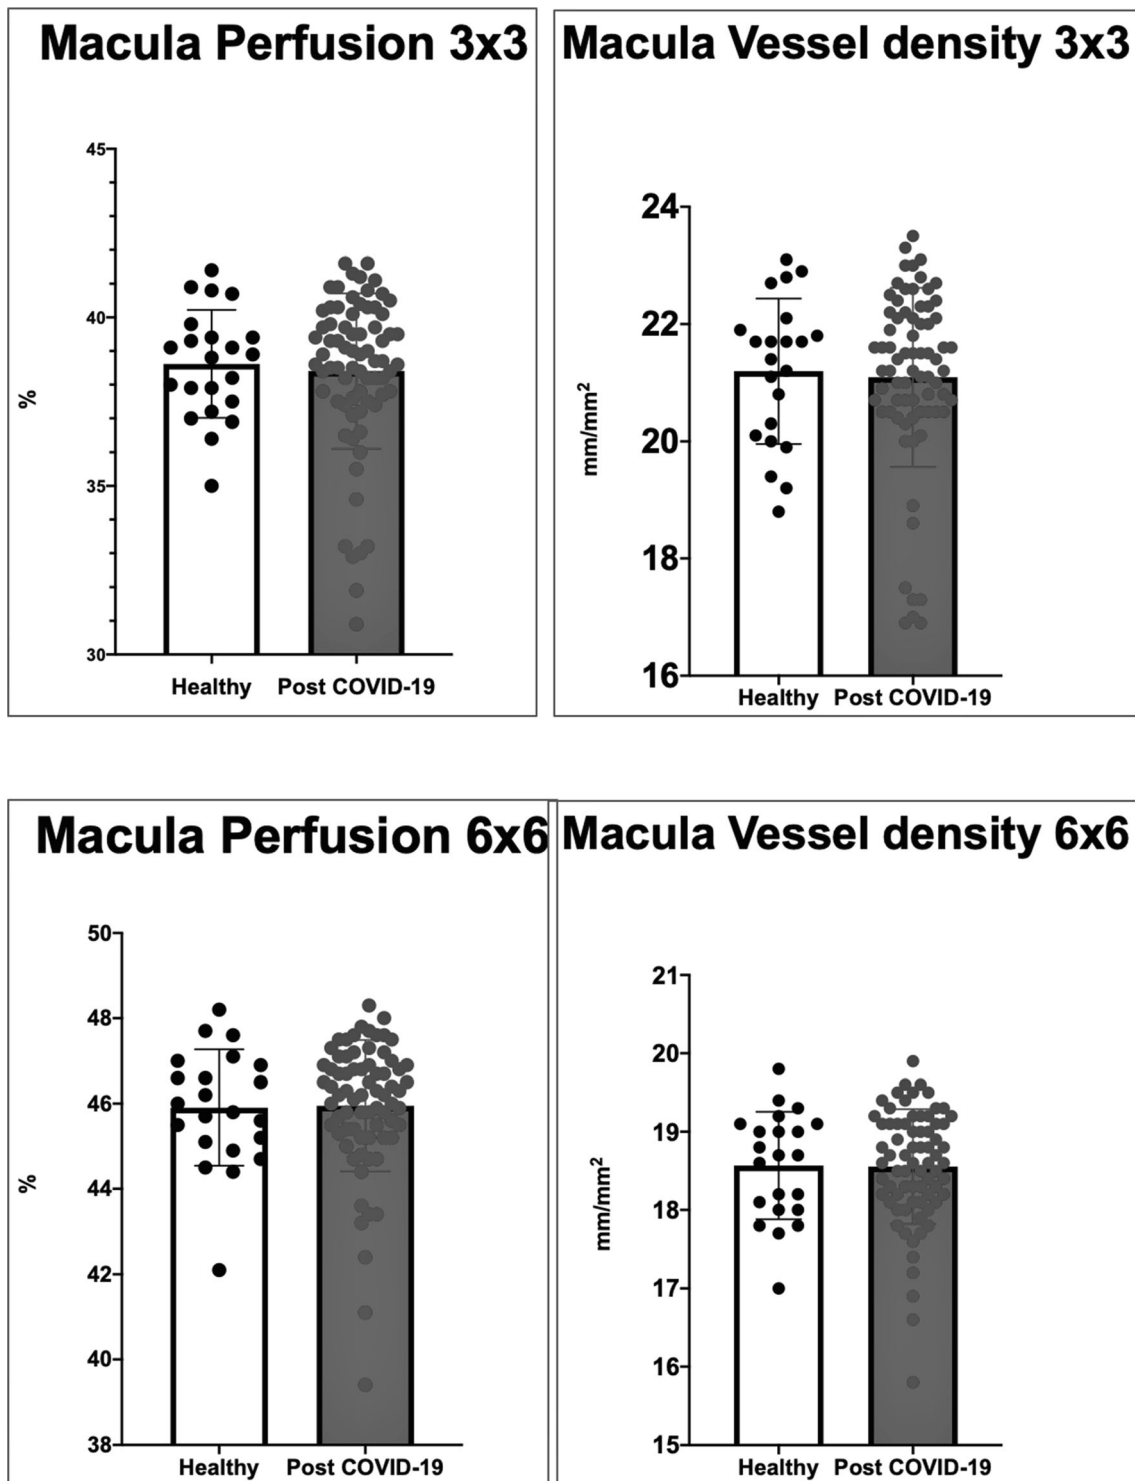 Macula Perfusion 3x3
45
40
%
35
30
Healthy Post COVID-19
Macula Vessel density 3x3
24
22
mm/mm²
20
18
16
Healthy Post COVID-19
Macula Perfusion 6x6
50
48
46
44
%
42
40
38
Healthy Post COVID-19
Macula Vessel density 6x6
21
20
19
18
mm/mm²
17
16
15
Healthy Post COVID-19